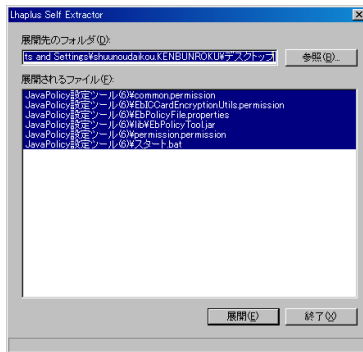 Lhaplus Self Extractor
展開先のフォルダ(D):
ts and Settings¥shuunoudaikou.KENBUNROKU¥デスクトップ
参照(B)...
展開されるファイル(F):
JavaPolicy設定ツール(6)¥common.permission
JavaPolicy設定ツール(6)¥EbICCardEncryptionUtils.permission
JavaPolicy設定ツール(6)¥EbPolicyFile.properties
JavaPolicy設定ツール(6)¥lib¥EbPolicyTool.jar
JavaPolicy設定ツール(6)¥permission.permission
JavaPolicy設定ツール(6)¥スタート.bat
展開(E)
終了(X)